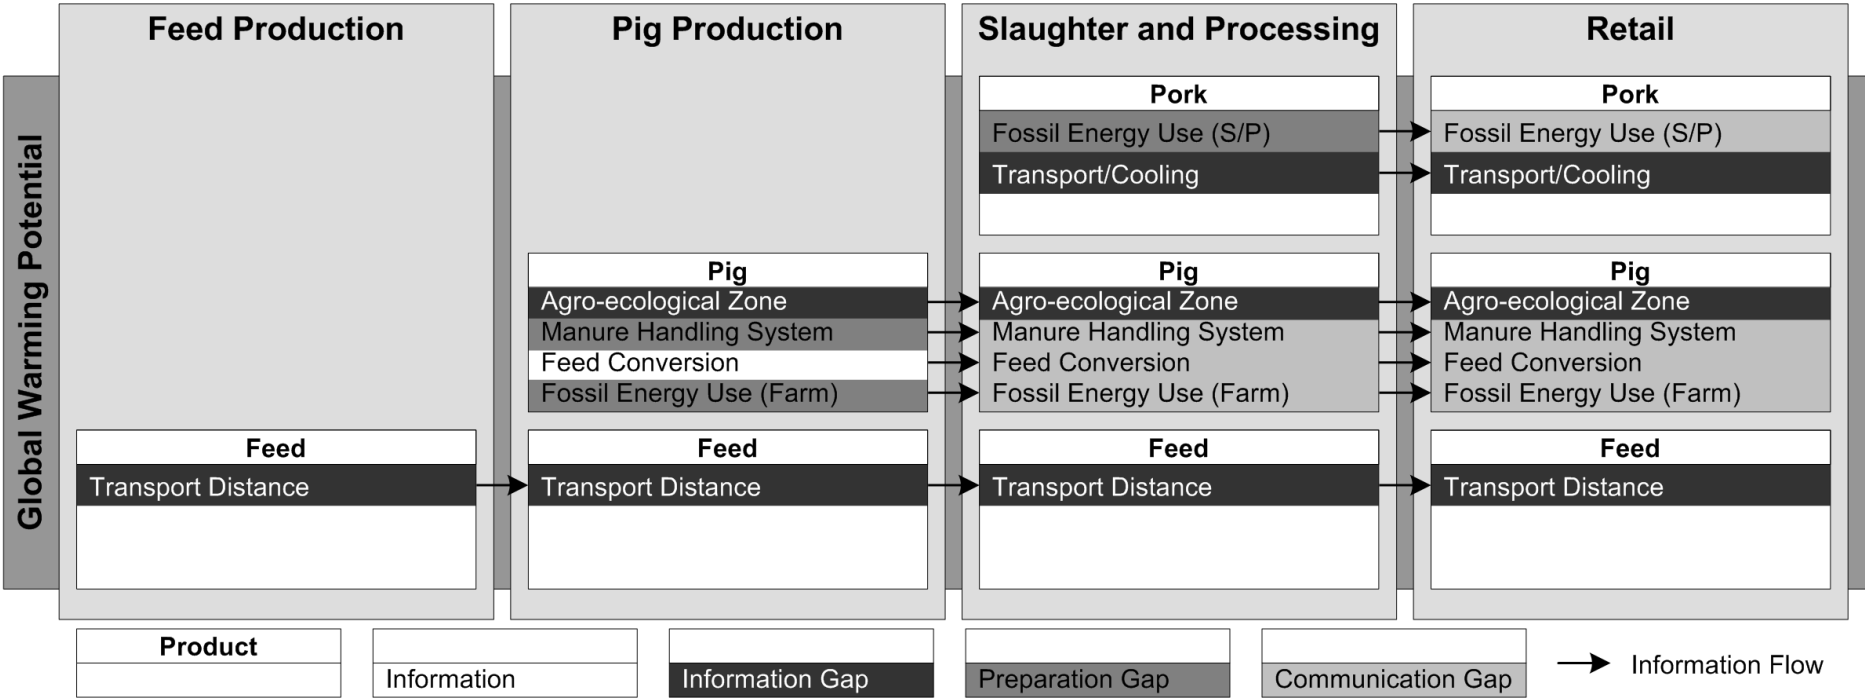 Feed Production
Pig Production
Slaughter and Processing
Retail
Global Warming Potential
Pork
Fossil Energy Use (S/P)
Transport/Cooling
Pork
Fossil Energy Use (S/P)
Transport/Cooling
Pig
Agro-ecological Zone
Manure Handling System
Feed Conversion
Fossil Energy Use (Farm)
Pig
Agro-ecological Zone
Manure Handling System
Feed Conversion
Fossil Energy Use (Farm)
Pig
Agro-ecological Zone
Manure Handling System
Feed Conversion
Fossil Energy Use (Farm)
Feed
Transport Distance
Feed
Transport Distance
Feed
Transport Distance
Feed
Transport Distance
Product
Information
Information Gap
Preparation Gap
Communication Gap
Information Flow